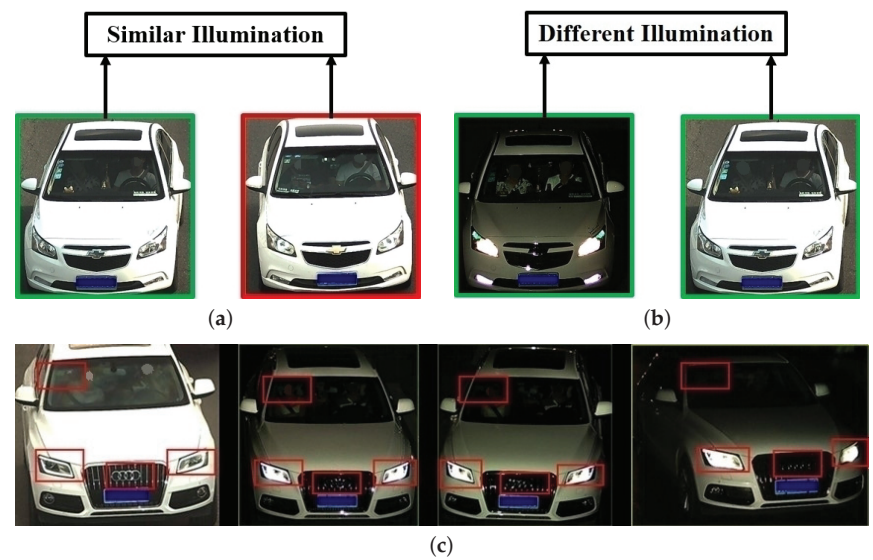 Similar Illumination
Different Illumination
(a)
(b)
(c)